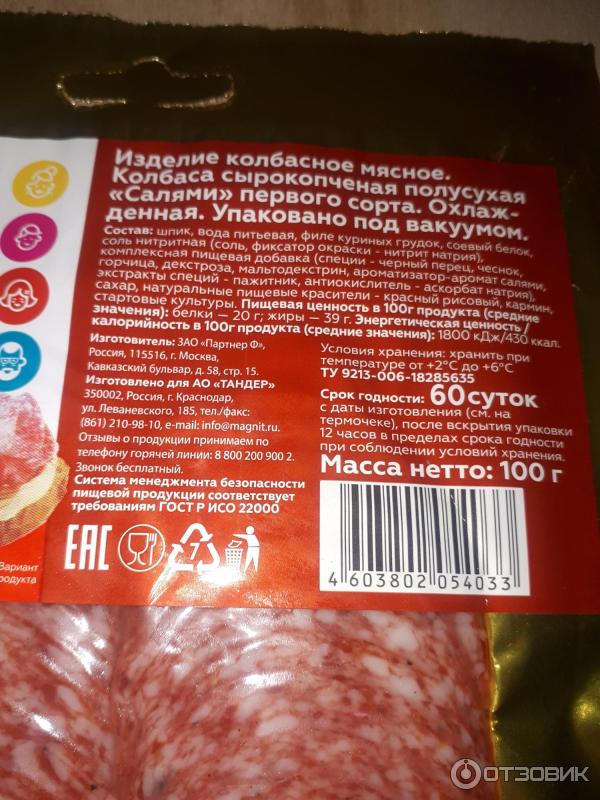 Изделие колбасное мясное.
Колбаса сырокопченая полусухая
«Салями» первого сорта. Охлаж-
денная. Упаковано под вакуумом.
Состав: шпик, вода питьевая, филе куриных грудок, соевый белок,
соль нитритная (соль, фиксатор окраски - нитрит натрия),
комплексная пищевая добавка (специи - черный перец, чеснок,
горчица, декстроза, мальтодекстрин, ароматизатор-аромат салями,
экстракты специй - пажитник, антиокислитель - аскорбат натрия),
сахар, натуральные пищевые красители - красный рисовый, кармин,
стартовые культуры. Пищевая ценность в 100г продукта (средние
значения): белки — 20 г; жиры — 39 г. Энергетическая ценность /
калорийность в 100г продукта (средние значения): 1800 кДж/430 ккал.
Изготовитель: ЗАО «Партнер Ф»,
Россия, 115516, г. Москва,
Кавказский бульвар, д. 58, стр. 15.
Изготовлено для АО «ТАНДЕР»
350002, Россия, г. Краснодар,
ул. Леваневского, 185, тел./факс:
(861) 210-98-10, e-mail: info@magnit.ru.
Отзывы о продукции принимаем по
телефону горячей линии: 8 800 200 900 2.
Звонок бесплатный.
Система менеджмента безопасности
пищевой продукции соответствует
требованиям ГОСТ Р ИСО 22000
Условия хранения: хранить при
температуре от +2°С до +6°С
ТУ 9213-006-18285635
Срок годности: 60 суток
с даты изготовления (см. на
термочеке), после вскрытия упаковки
12 часов в пределах срока годности
при соблюдении условий хранения.
Масса нетто: 100 г
EAC
7
4 603802 054033
Вариант
продукта
ОТЗОВИК